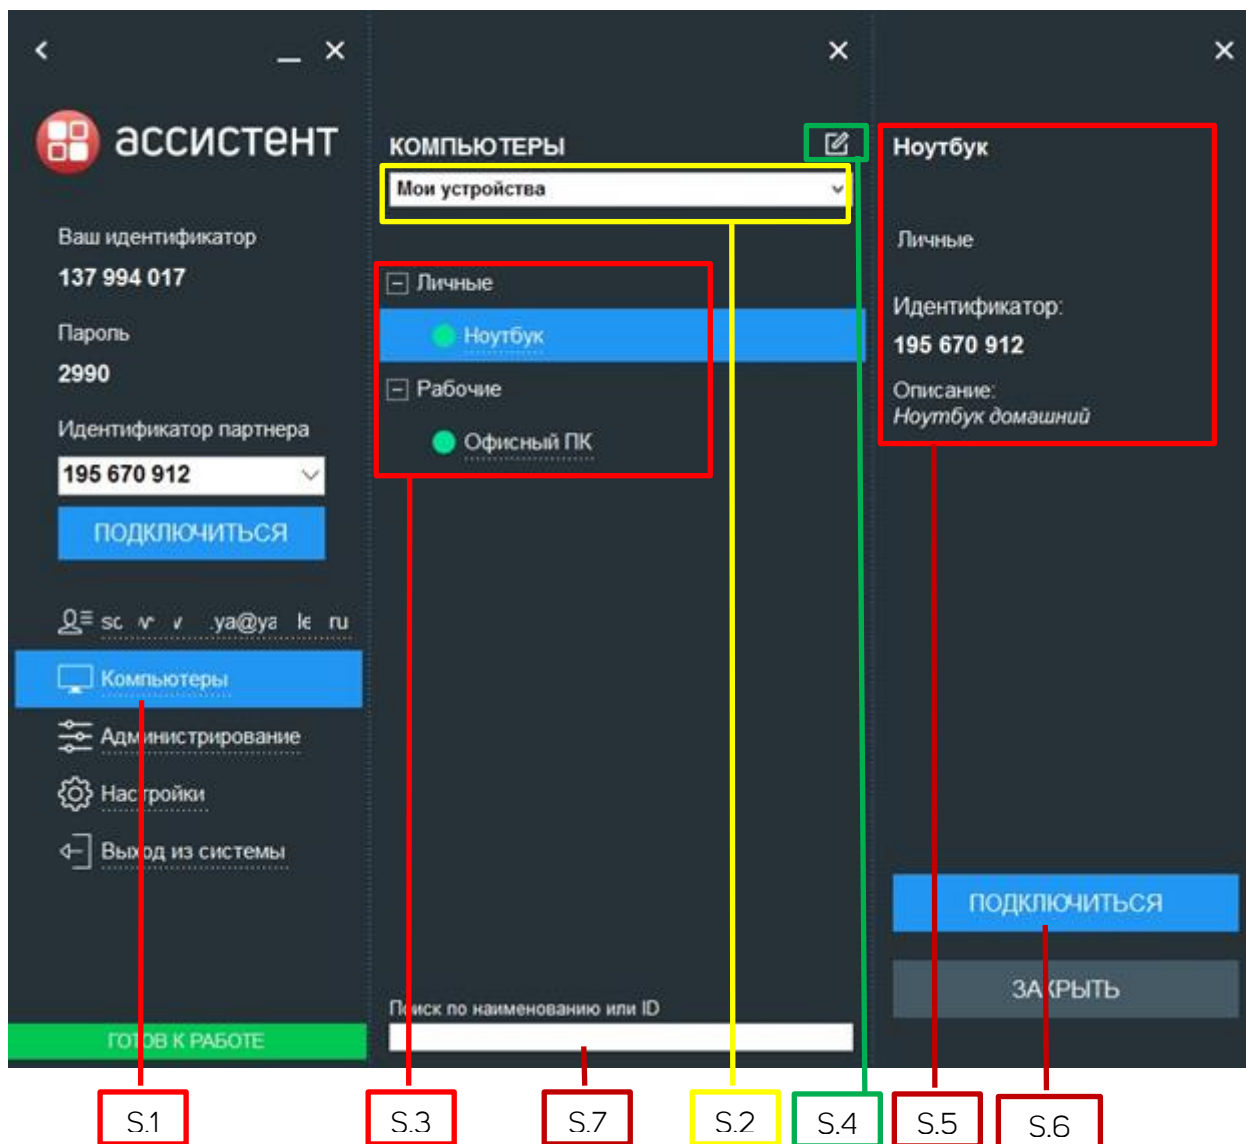 ассистент
Ваш идентификатор
137 994 017
Пароль
2990
Идентификатор партнера
195 670 912
ПОДКЛЮЧИТЬСЯ
Компьютеры
Администрирование
Настройки
Выход из системы
ГОТОВ К РАБОТЕ
КОМПЬЮТЕРЫ
Мои устройства
Личные
Ноутбук
Рабочие
Офисный ПК
Поиск по наименованию или ID
Ноутбук
Личные
Идентификатор:
195 670 912
Описание:
Ноутбук домашний
ПОДКЛЮЧИТЬСЯ
ЗАКРЫТЬ
S.1
S.3
S.7
S.2
S.4
S.5
S.6